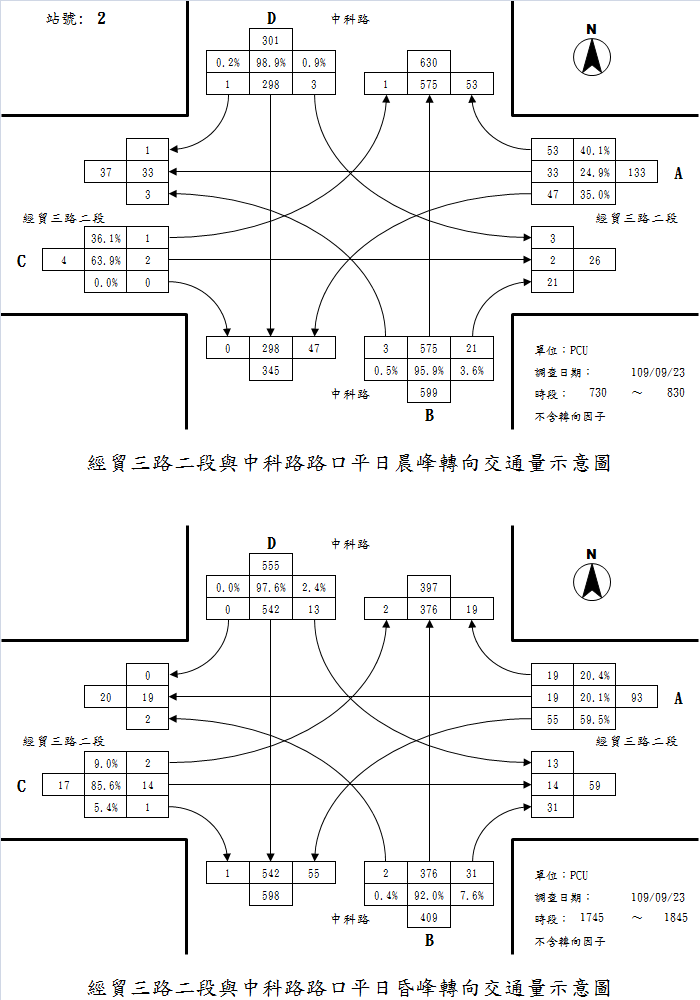 站號: 2
D 中科路
N
301
0.2% 98.9% 0.9%
1 298 3
630
1 575 53
1
37 33
3
53 40.1%
33 24.9% 133
47 35.0%
A
經貿三路二段
經貿三路二段
C
36.1% 1
4 63.9% 2
0.0% 0
3
2 26
21
0 298 47
345
3 575 21
0.5% 95.9% 3.6%
599
中科路
B
單位：PCU
調查日期： 109/09/23
時段： 730 ～ 830
不含轉向因子
經貿三路二段與中科路路口平日晨峰轉向交通量示意圖
D 中科路
N
555
0.0% 97.6% 2.4%
0 542 13
397
2 376 19
0
20 19
2
19 20.4%
19 20.1% 93
55 59.5%
A
經貿三路二段
經貿三路二段
C
9.0% 2
17 85.6% 14
5.4% 1
13
14 59
31
1 542 55
598
2 376 31
0.4% 92.0% 7.6%
409
中科路
B
單位：PCU
調查日期： 109/09/23
時段： 1745 ～ 1845
不含轉向因子
經貿三路二段與中科路路口平日昏峰轉向交通量示意圖